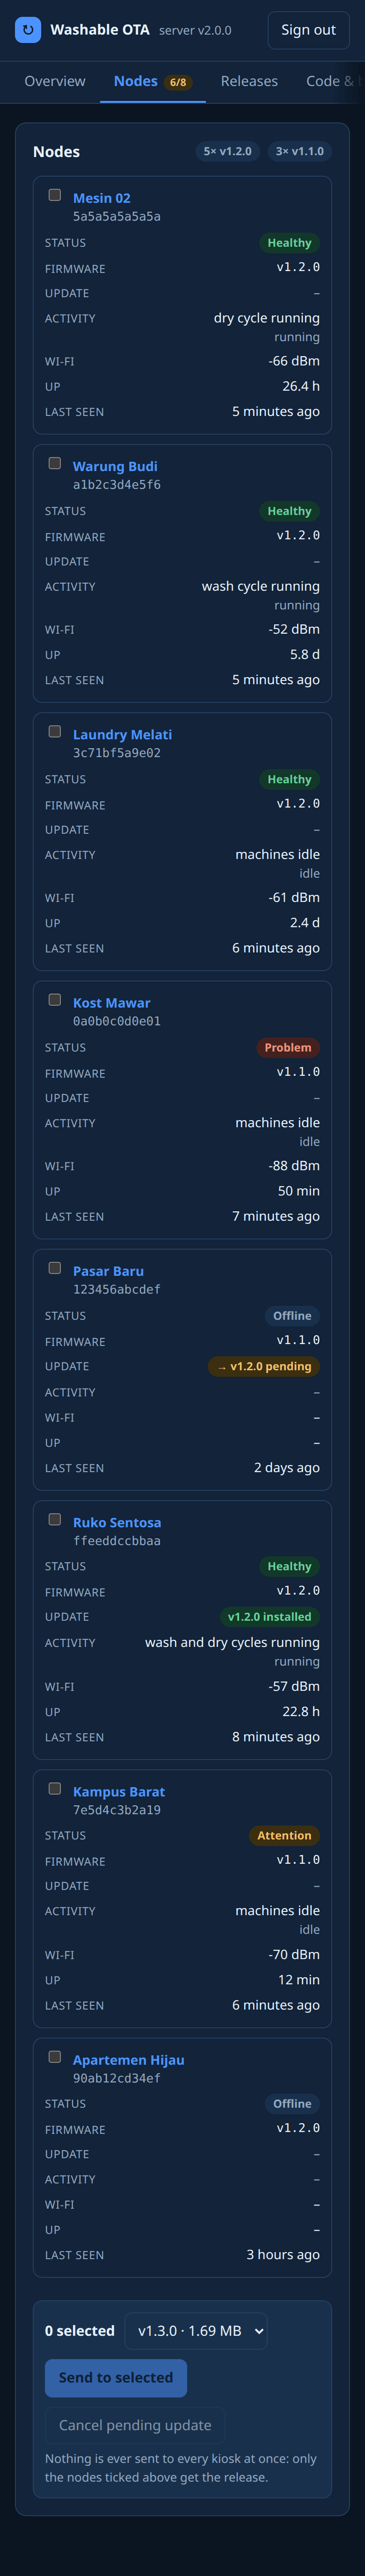 Washable OTA server v2.0.0 Sign out
Overview Nodes 6/8 Releases Code &
Nodes 5× v1.2.0 3× v1.1.0
Mesin 02
5a5a5a5a5a5a
STATUS Healthy
FIRMWARE v1.2.0
UPDATE –
ACTIVITY dry cycle running
running
WI-FI -66 dBm
UP 26.4 h
LAST SEEN 5 minutes ago
Warung Budi
a1b2c3d4e5f6
STATUS Healthy
FIRMWARE v1.2.0
UPDATE –
ACTIVITY wash cycle running
running
WI-FI -52 dBm
UP 5.8 d
LAST SEEN 5 minutes ago
Laundry Melati
3c71bf5a9e02
STATUS Healthy
FIRMWARE v1.2.0
UPDATE –
ACTIVITY machines idle
idle
WI-FI -61 dBm
UP 2.4 d
LAST SEEN 6 minutes ago
Kost Mawar
0a0b0c0d0e01
STATUS Problem
FIRMWARE v1.1.0
UPDATE –
ACTIVITY machines idle
idle
WI-FI -88 dBm
UP 50 min
LAST SEEN 7 minutes ago
Pasar Baru
123456abcdef
STATUS Offline
FIRMWARE v1.1.0
UPDATE → v1.2.0 pending
ACTIVITY –
WI-FI –
UP –
LAST SEEN 2 days ago
Ruko Sentosa
ffeeddccbbaa
STATUS Healthy
FIRMWARE v1.2.0
UPDATE v1.2.0 installed
ACTIVITY wash and dry cycles running
running
WI-FI -57 dBm
UP 22.8 h
LAST SEEN 8 minutes ago
Kampus Barat
7e5d4c3b2a19
STATUS Attention
FIRMWARE v1.1.0
UPDATE –
ACTIVITY machines idle
idle
WI-FI -70 dBm
UP 12 min
LAST SEEN 6 minutes ago
Apartemen Hijau
90ab12cd34ef
STATUS Offline
FIRMWARE v1.2.0
UPDATE –
ACTIVITY –
WI-FI –
UP –
LAST SEEN 3 hours ago
0 selected v1.3.0 · 1.69 MB
Send to selected
Cancel pending update
Nothing is ever sent to every kiosk at once: only
the nodes ticked above get the release.